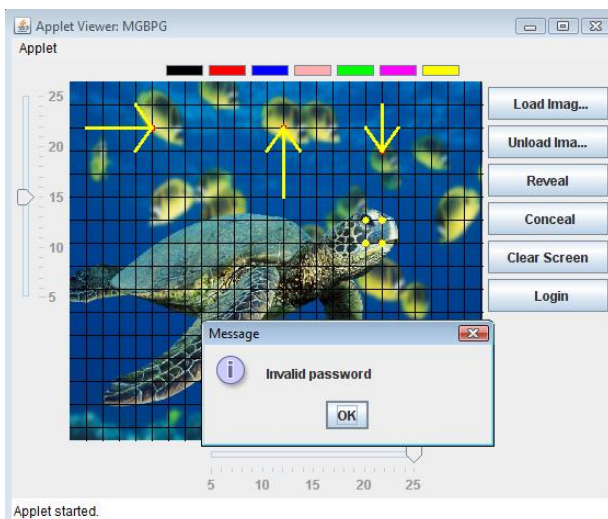 Applet Viewer: MGBPG
Applet
25
20
15
10
5
Load Imag...
Unload Ima...
Reveal
Conceal
Clear Screen
Login
Message
Invalid password
OK
5 10 15 20 25
Applet started.